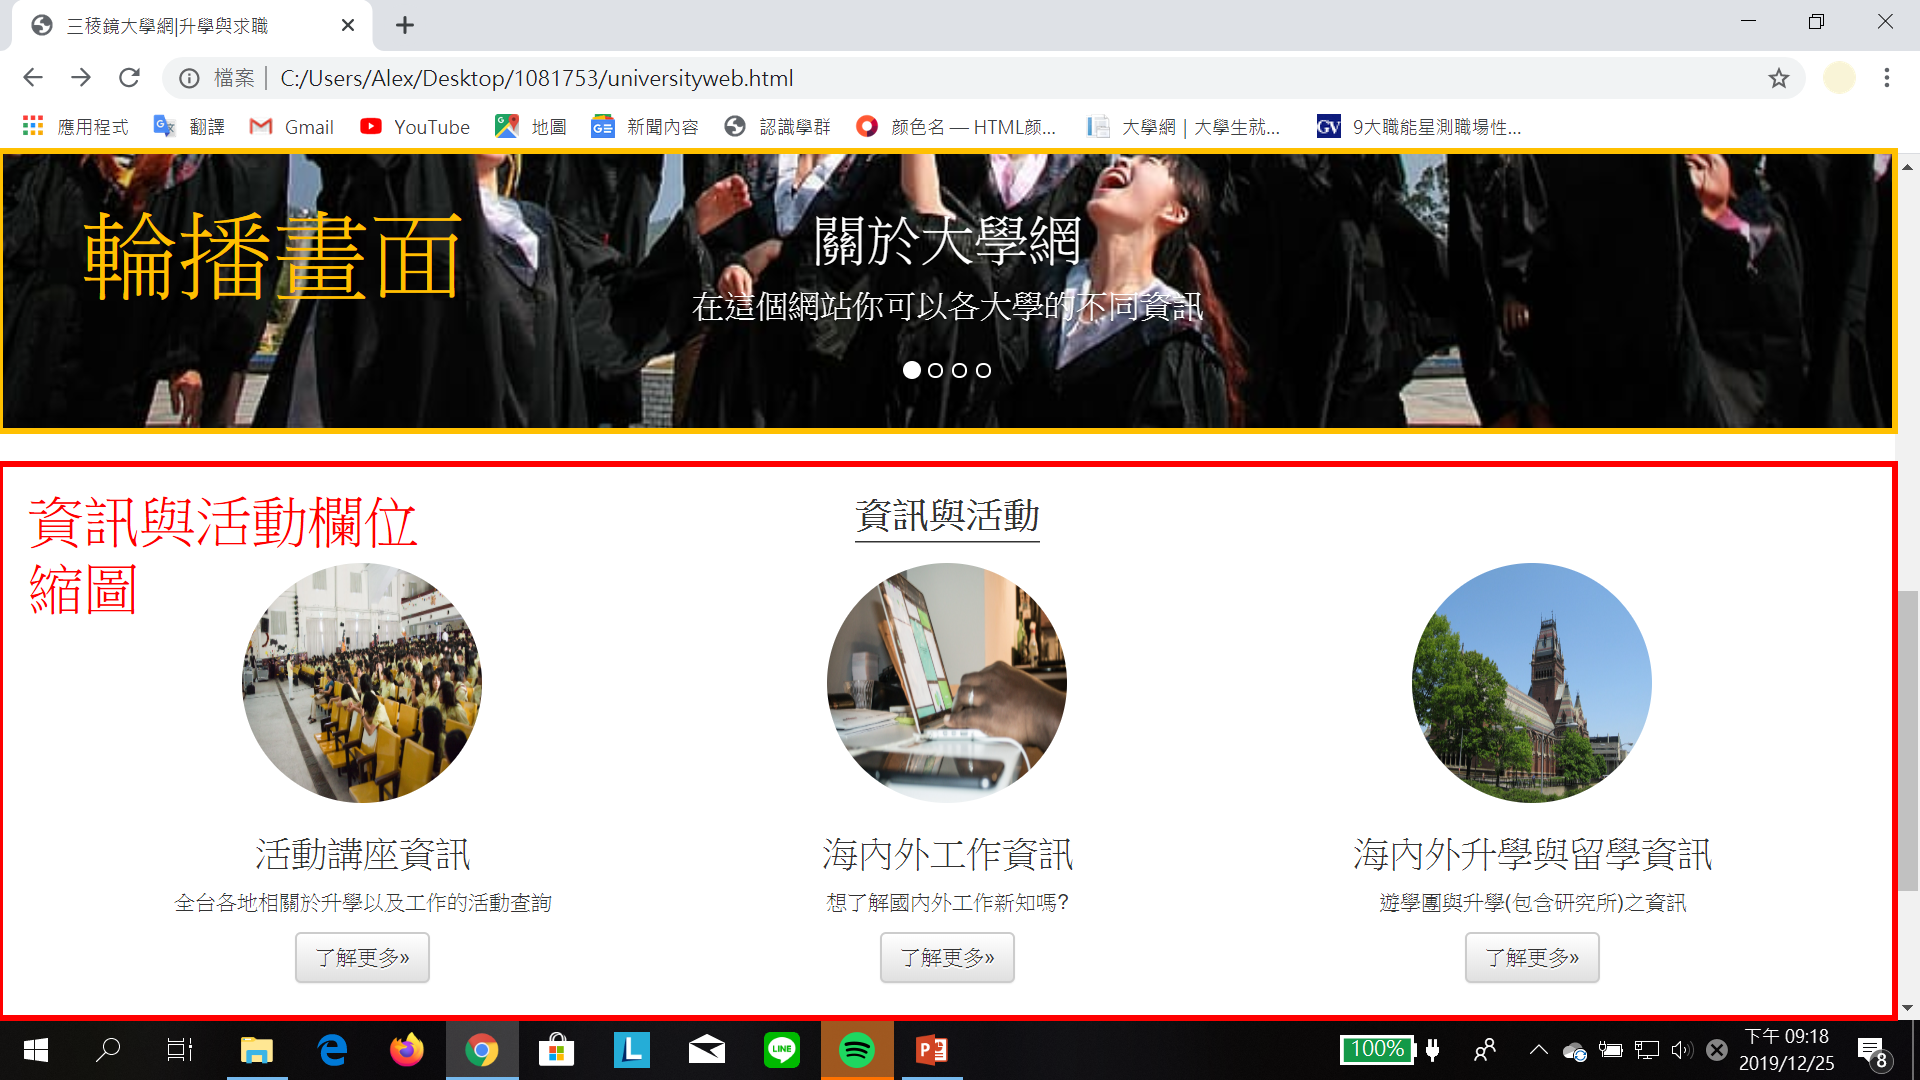 三稜鏡大學網|升學與求職
檔案 | C:/Users/Alex/Desktop/1081753/universityweb.html
應用程式 翻譯 Gmail YouTube 地圖 新聞內容 認識學群 颜色名 — HTML颜... 大學網 | 大學生就... GV 9大職能星測職場性...
輪播畫面
關於大學網
在這個網站你可以各大學的不同資訊
資訊與活動欄位
縮圖
資訊與活動
活動講座資訊
全台各地相關於升學以及工作的活動查詢
了解更多»
海內外工作資訊
想了解國內外工作新知嗎?
了解更多»
海內外升學與留學資訊
遊學團與升學(包含研究所)之資訊
了解更多»
100%
下午 09:18
2019/12/25
8